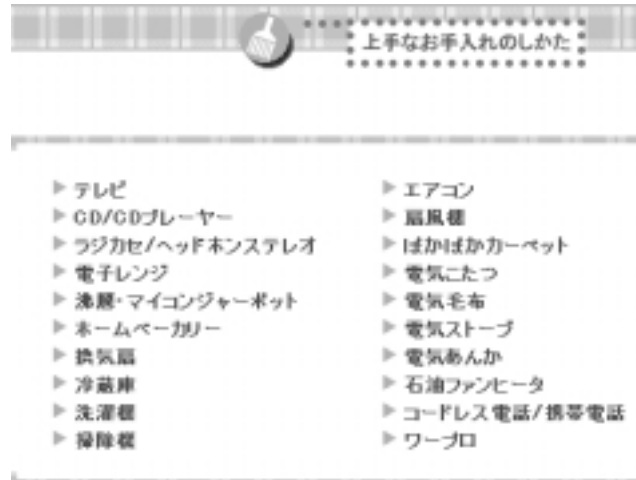 上手なお手入れのしかた
テレビ
CD/CDプレーヤー
ラジカセ/ヘッドホンステレオ
電子レンジ
沸騰・マイコンジャーポット
ホームベーカリー
換気扇
冷蔵庫
洗濯機
掃除機
エアコン
扇風機
ほかほかカーペット
電気こたつ
電気毛布
電気ストーブ
電気あんか
石油ファンヒータ
コードレス電話/携帯電話
ワープロ